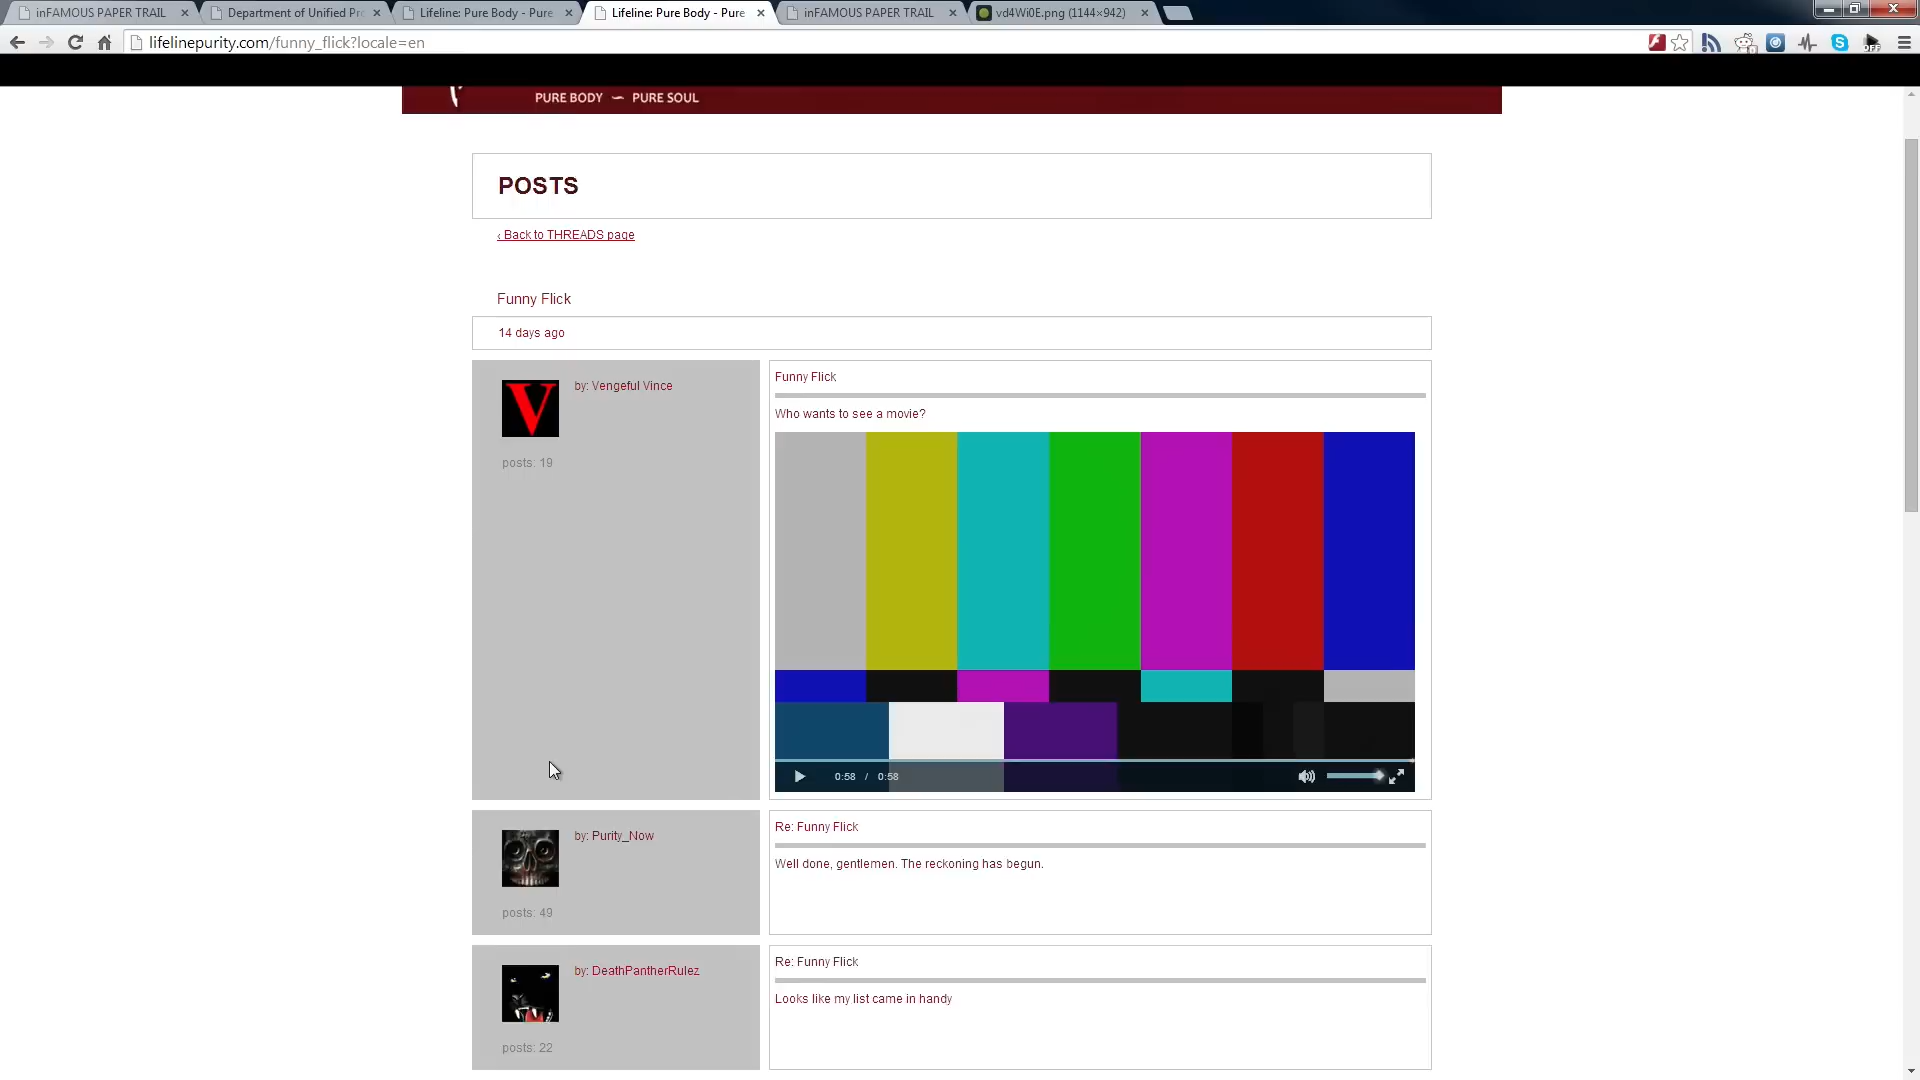 inFAMOUS PAPER TRAIL
Department of Unified Pr
Lifeline: Pure Body - Pure
Lifeline: Pure Body - Pure
inFAMOUS PAPER TRAIL
vd4Wi0E.png (1144×942)
lifelinepurity.com/funny_flick?locale=en
OFF
PURE BODY ~ PURE SOUL
POSTS
‹ Back to THREADS page
Funny Flick
14 days ago
V
by: Vengeful Vince
posts: 19
Funny Flick
Who wants to see a movie?
0:58 / 0:58
by: Purity_Now
posts: 49
Re: Funny Flick
Well done, gentlemen. The reckoning has begun.
by: DeathPantherRulez
posts: 22
Re: Funny Flick
Looks like my list came in handy